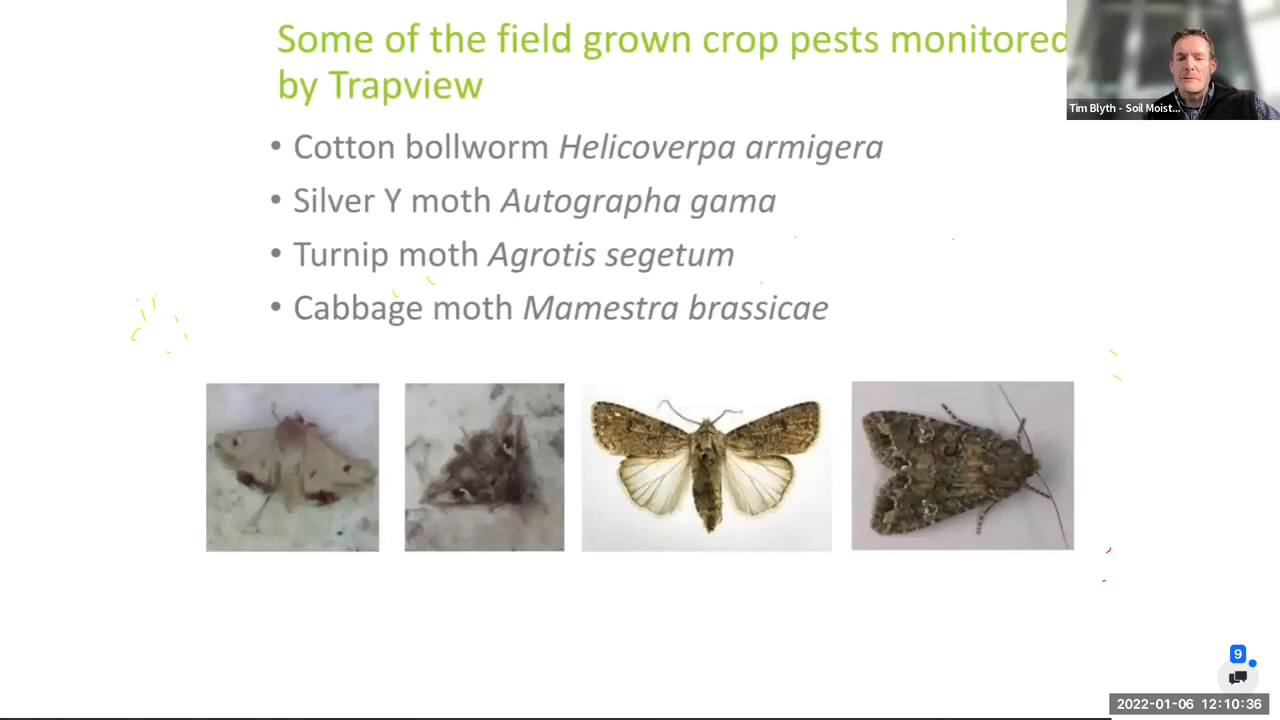 Some of the field grown crop pests monitored
by Trapview
• Cotton bollworm Helicoverpa armigera
• Silver Y moth Autographa gama
• Turnip moth Agrotis segetum
• Cabbage moth Mamestra brassicae
Tim Blyth - Soil Moist...
9
2022-01-06 12:10:36